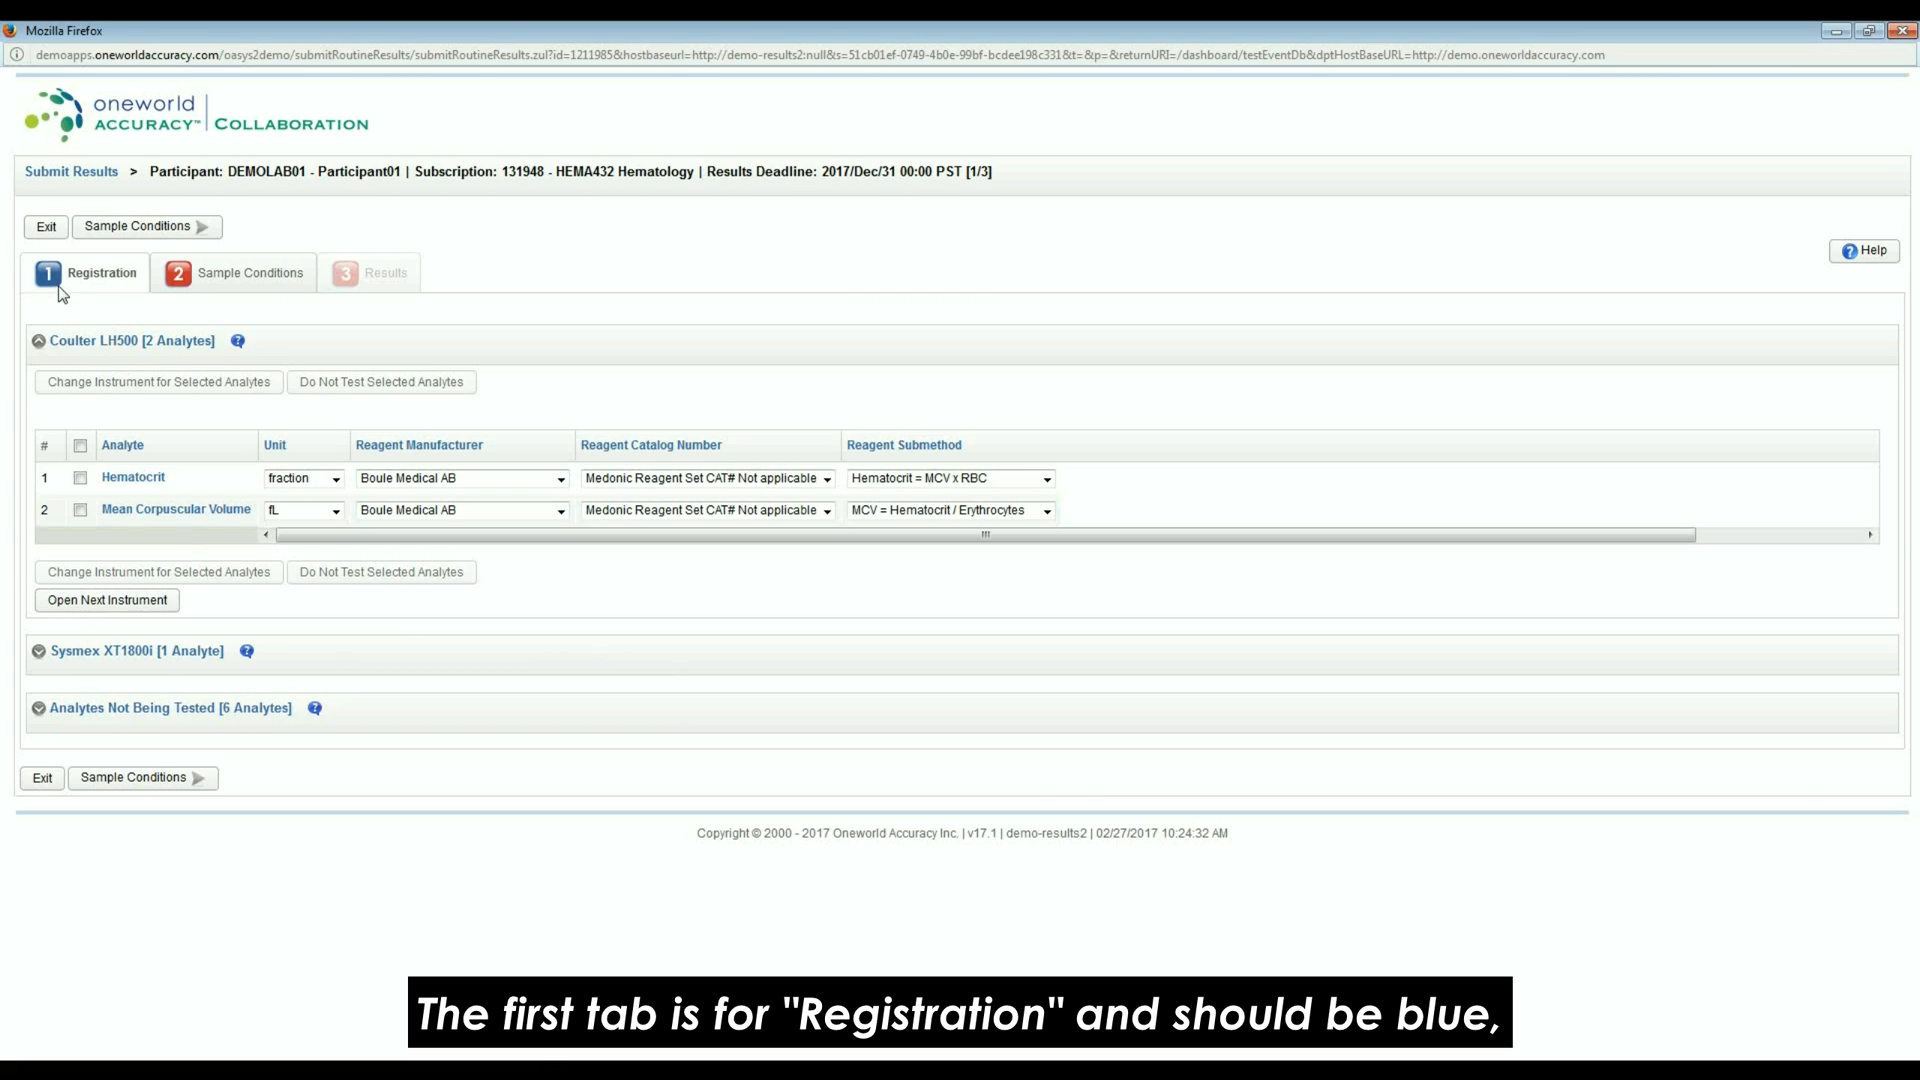 Mozilla Firefox
demoapps.oneworldaccuracy.com/oasys2demo/submitRoutineResults/submitRoutineResults.zul?id=1211985&hostbaseurl=http://demo-results2:null&ts=51cb01ef-0749-4b0e-99bf-bcdee198c331&t=&p=&returnURI=/dashboard/testEventDb&dptHostBaseURL=http://demo.oneworldaccuracy.com
oneworld
ACCURACY™ COLLABORATION
Submit Results > Participant: DEMOLAB01 - Participant01 | Subscription: 131948 - HEMA432 Hematology | Results Deadline: 2017/Dec/31 00:00 PST [1/3]
Exit Sample Conditions
Help
1 Registration 2 Sample Conditions 3 Results
Coulter LH500 [2 Analytes]
Change Instrument for Selected Analytes Do Not Test Selected Analytes
# Analyte Unit Reagent Manufacturer Reagent Catalog Number Reagent Submethod
1 Hematocrit fraction Boule Medical AB Medonic Reagent Set CAT# Not applicable Hematocrit = MCV x RBC
2 Mean Corpuscular Volume fL Boule Medical AB Medonic Reagent Set CAT# Not applicable MCV = Hematocrit / Erythrocytes
Change Instrument for Selected Analytes Do Not Test Selected Analytes
Open Next Instrument
Sysmex XT1800i [1 Analyte]
Analytes Not Being Tested [6 Analytes]
Exit Sample Conditions
Copyright © 2000 - 2017 Oneworld Accuracy Inc. | v17.1 | demo-results2 | 02/27/2017 10:24:32 AM
The first tab is for "Registration" and should be blue,